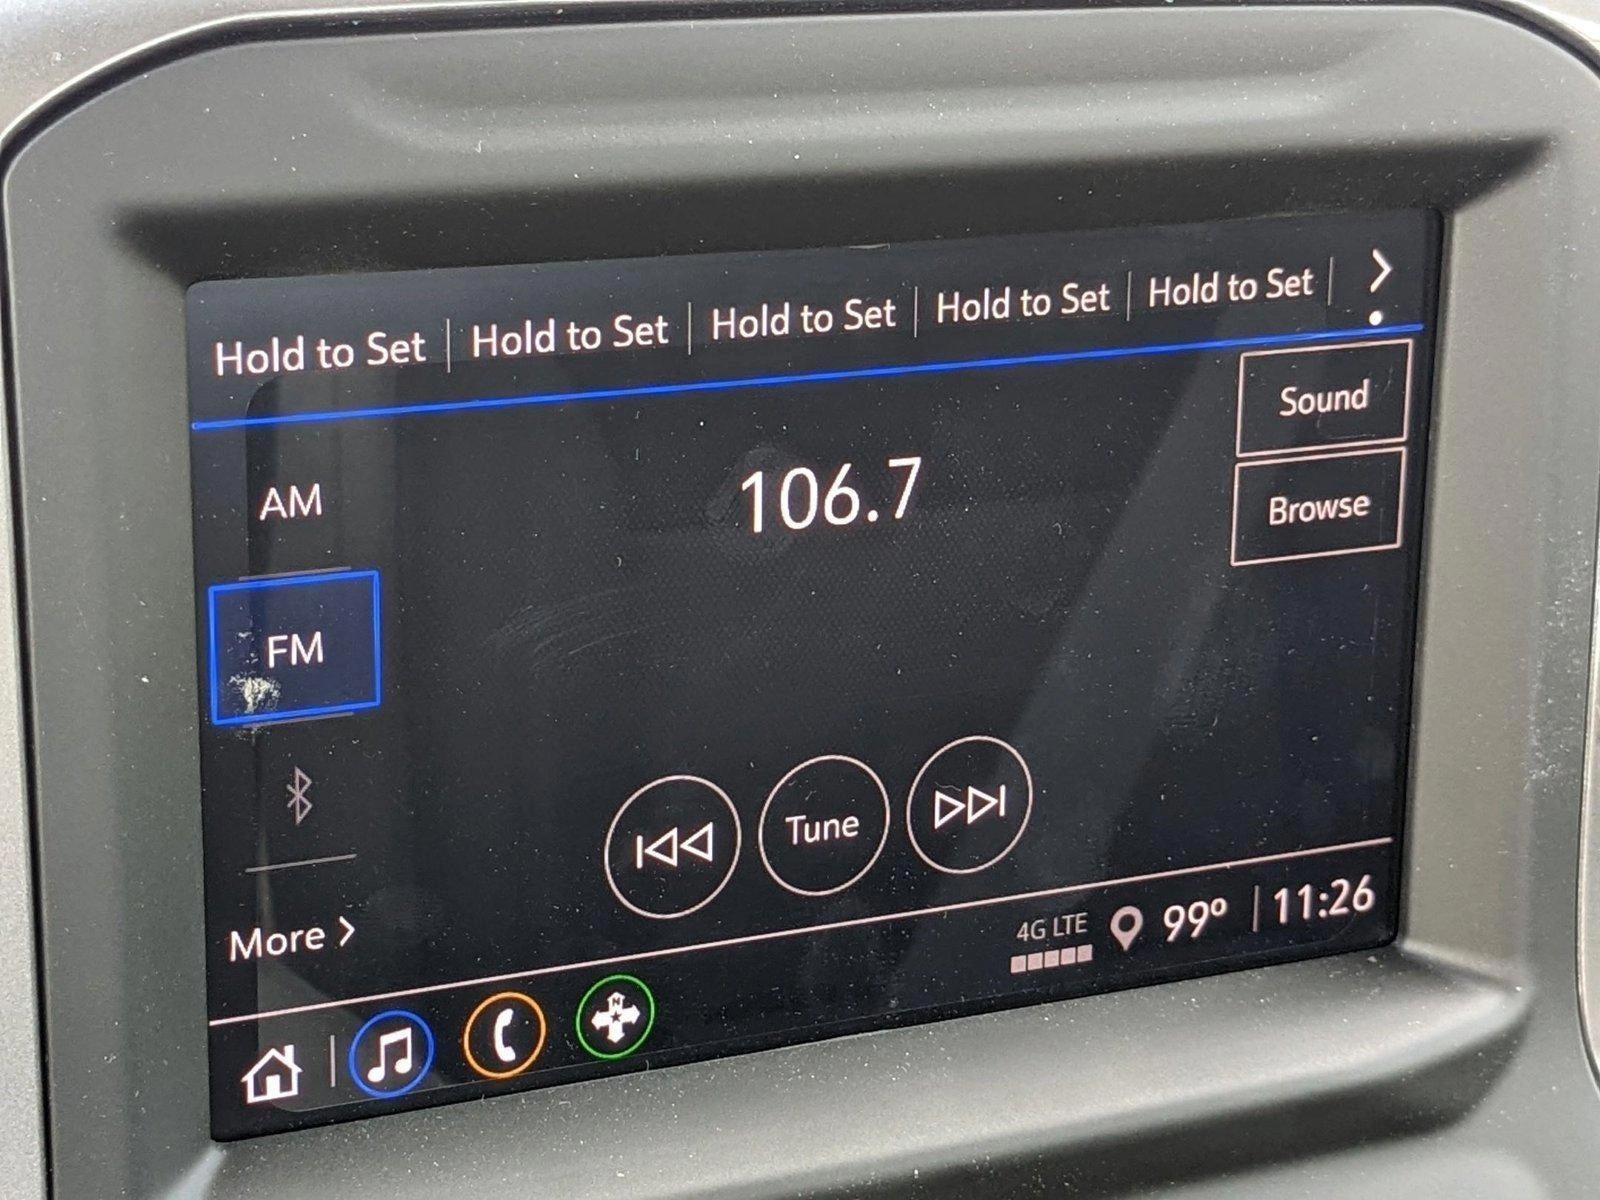 Hold to Set Hold to Set Hold to Set Hold to Set Hold to Set
Sound
AM
106.7
Browse
FM
Tune
More
4G LTE 99° 11:26
N